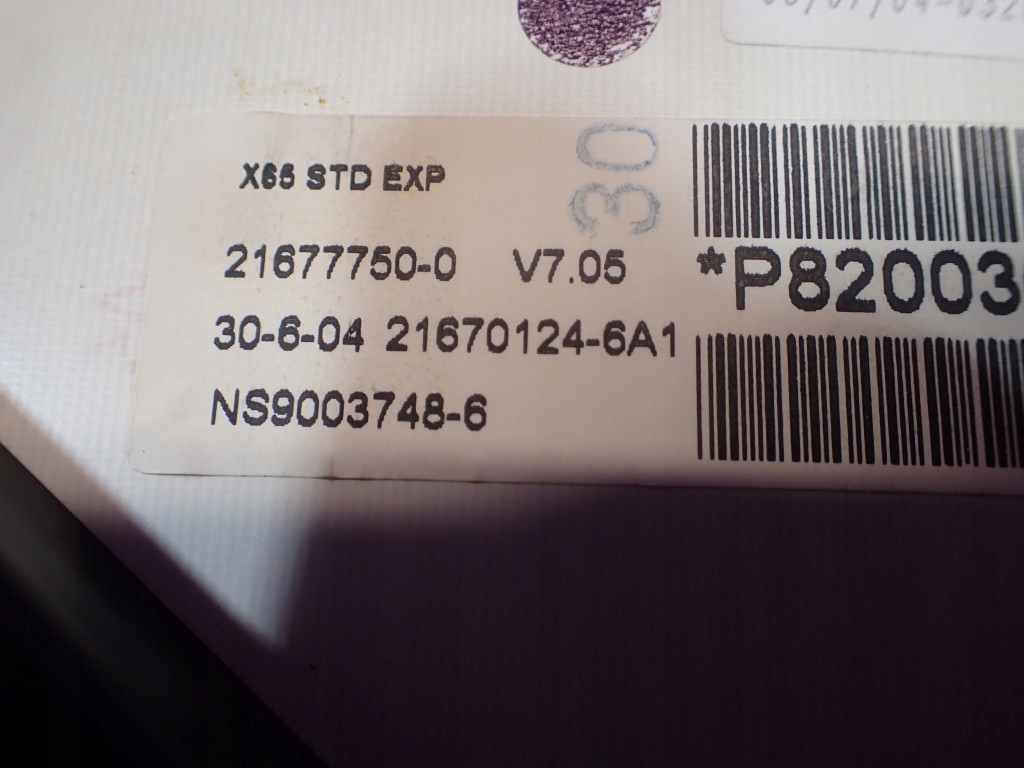 X65 STD EXP
21677750-0 V7.05
30-6-04 21670124-6A1
NS9003748-6
30
*P82003